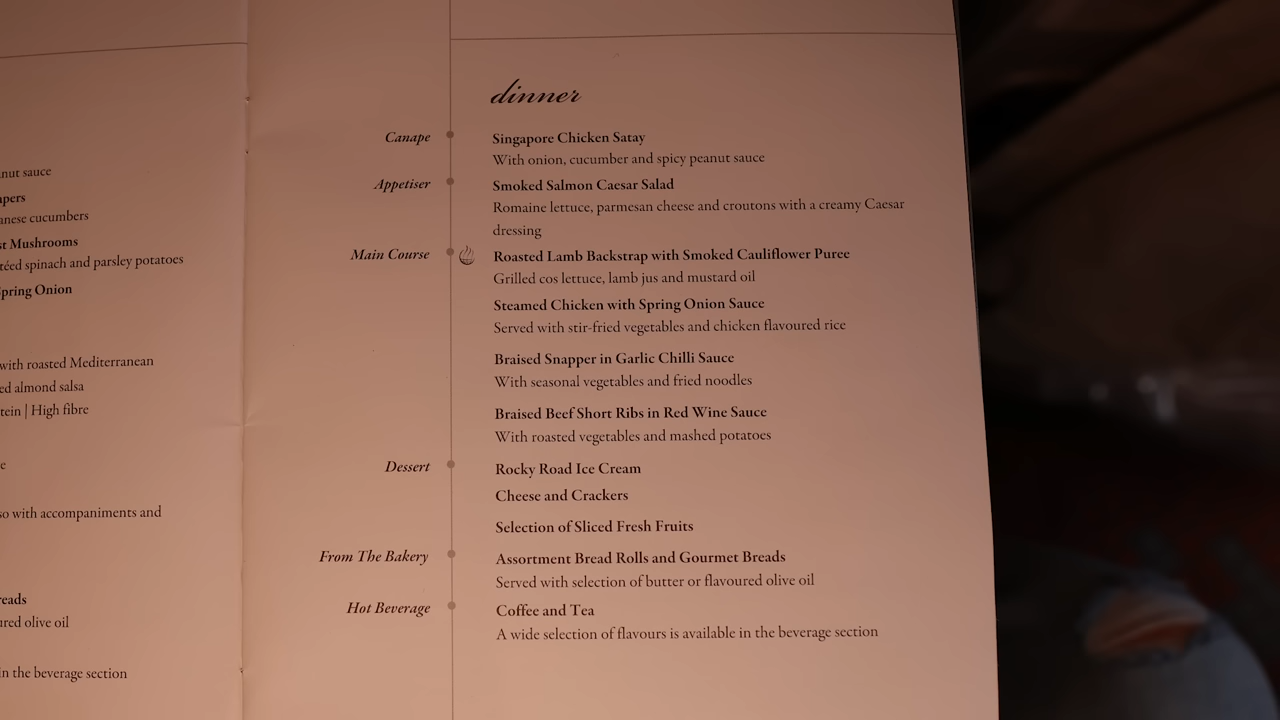 nut sauce
apers
anese cucumbers
st Mushrooms
téed spinach and parsley potatoes
pring Onion
with roasted Mediterranean
ed almond salsa
tein | High fibre
e
so with accompaniments and
reads
ured olive oil
in the beverage section
dinner
Canape
Singapore Chicken Satay
With onion, cucumber and spicy peanut sauce
Appetiser
Smoked Salmon Caesar Salad
Romaine lettuce, parmesan cheese and croutons with a creamy Caesar
dressing
Main Course
Roasted Lamb Backstrap with Smoked Cauliflower Puree
Grilled cos lettuce, lamb jus and mustard oil
Steamed Chicken with Spring Onion Sauce
Served with stir-fried vegetables and chicken flavoured rice
Braised Snapper in Garlic Chilli Sauce
With seasonal vegetables and fried noodles
Braised Beef Short Ribs in Red Wine Sauce
With roasted vegetables and mashed potatoes
Dessert
Rocky Road Ice Cream
Cheese and Crackers
Selection of Sliced Fresh Fruits
From The Bakery
Assortment Bread Rolls and Gourmet Breads
Served with selection of butter or flavoured olive oil
Hot Beverage
Coffee and Tea
A wide selection of flavours is available in the beverage section